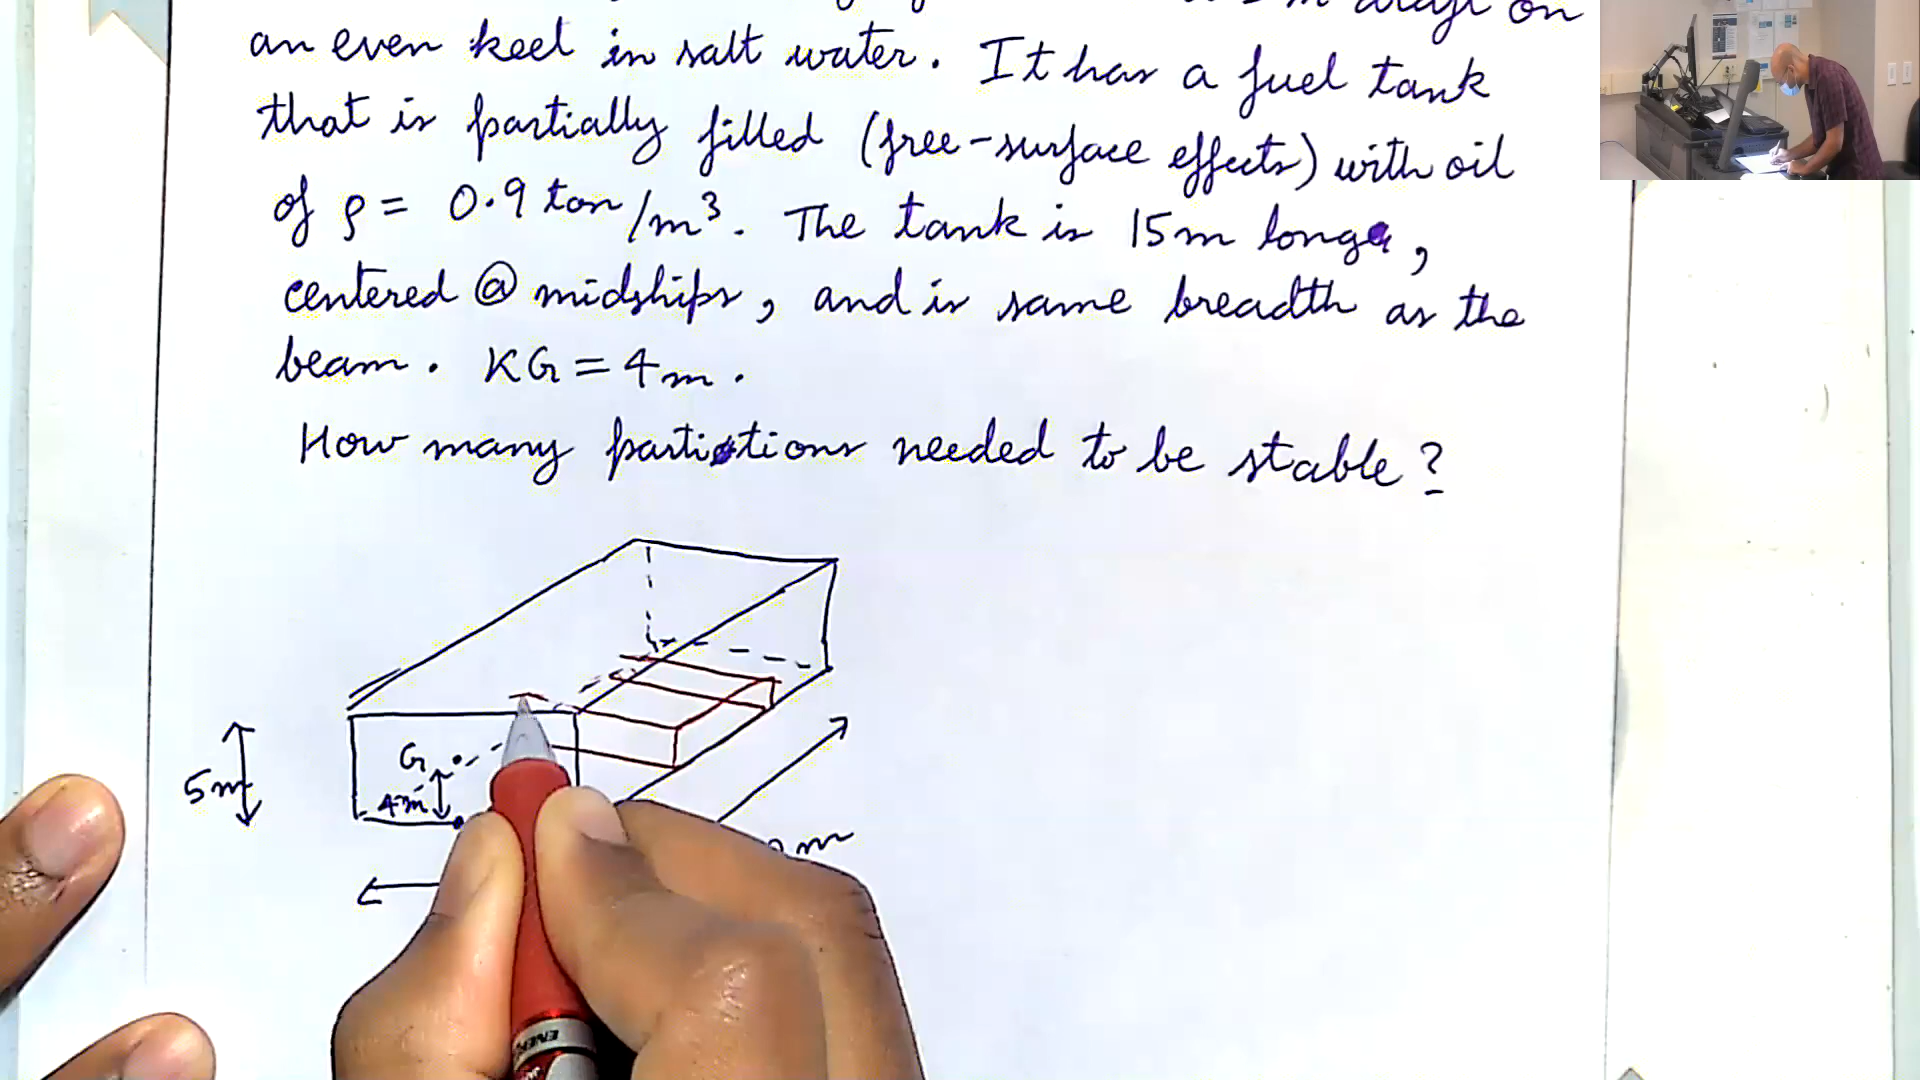 m draft on
an even keel in salt water. It has a fuel tank
that is partially filled (free-surface effects) with oil
of ρ = 0.9 ton/m³. The tank is 15m long,
centered @ midships, and is same breadth as the
beam. KG = 4m.
How many partitions needed to be stable?
G
5m
4m
m